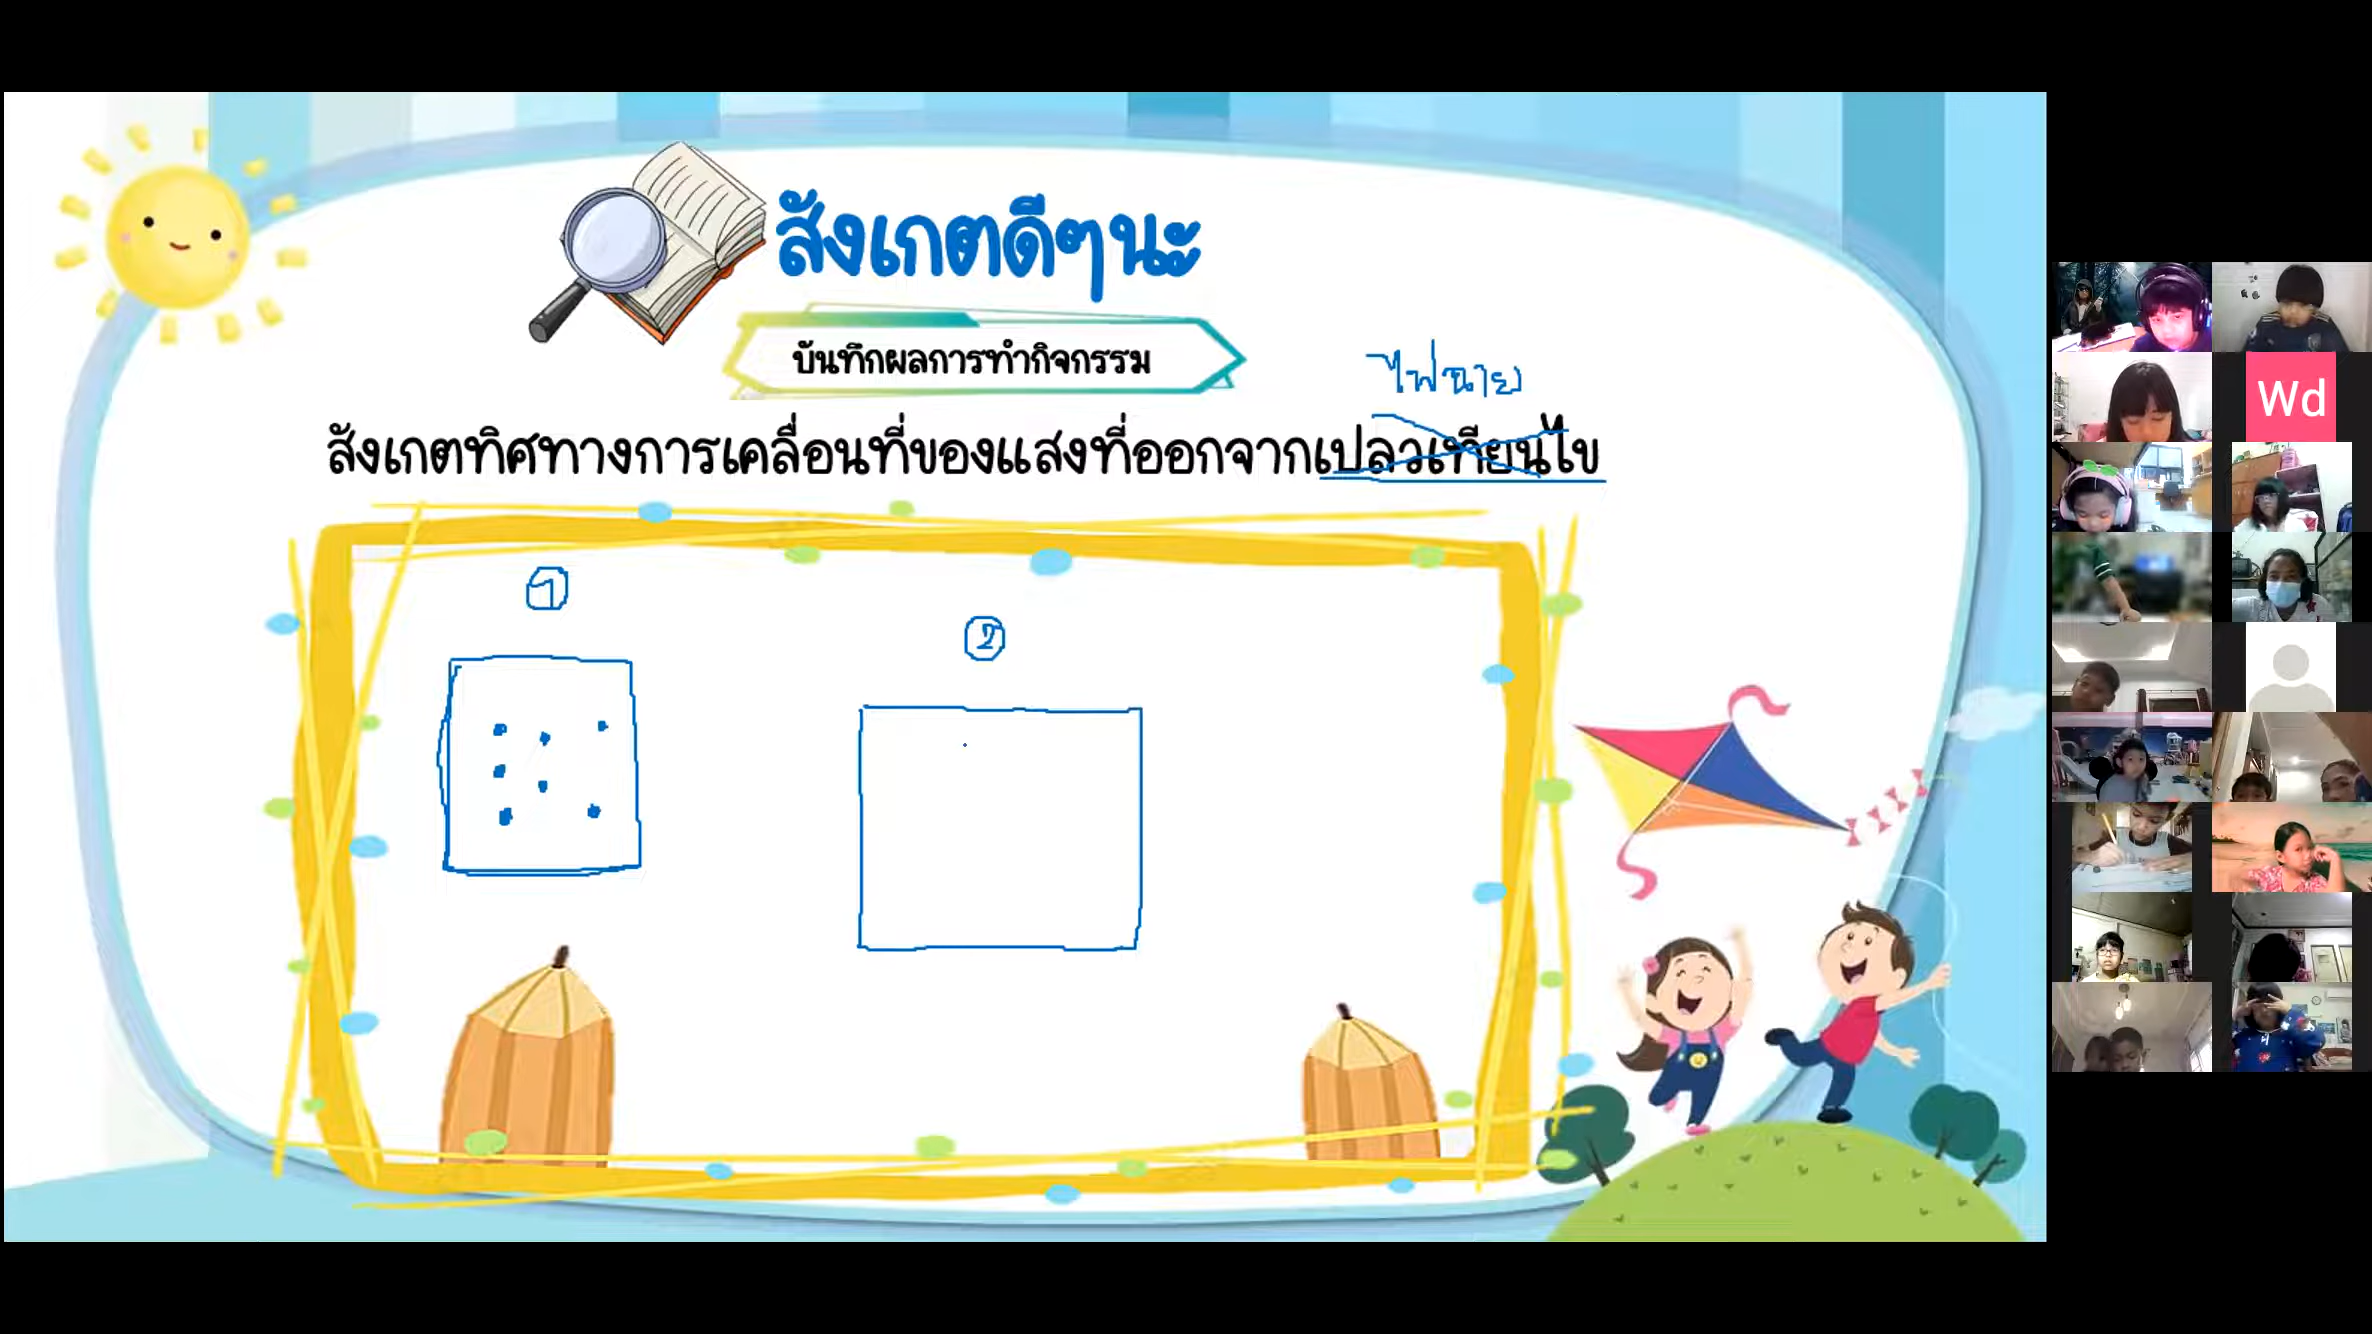 สังเกตดีๆนะ
บันทึกผลการทำกิจกรรม
ไฟฉาย
สังเกตทิศทางการเคลื่อนที่ของแสงที่ออกจากเปลวเทียนไข
1
2
Wd